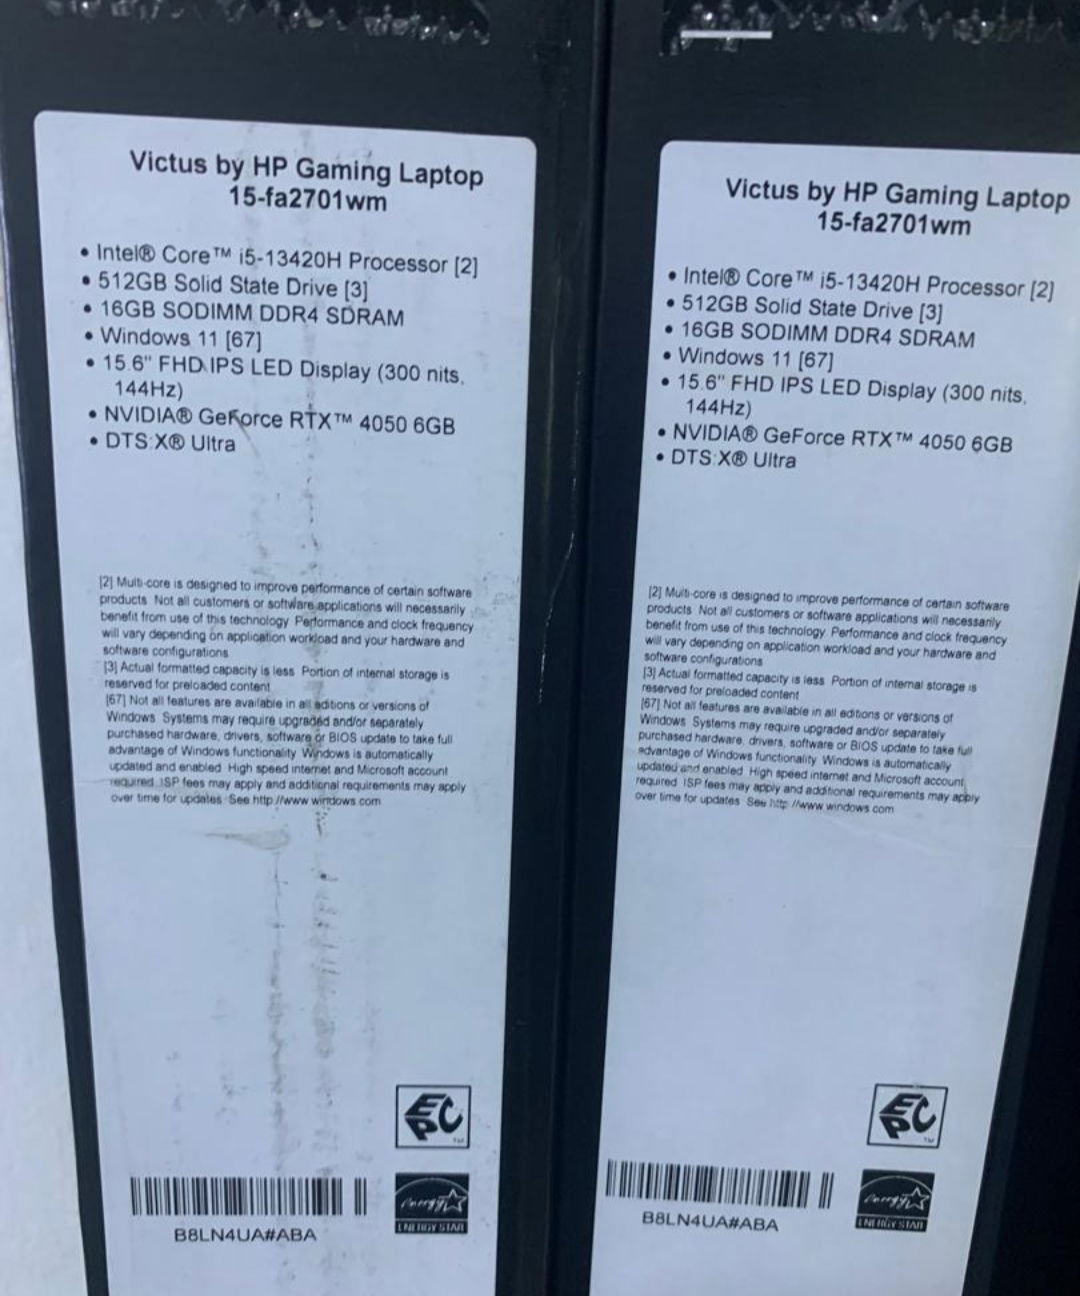 Victus by HP Gaming Laptop
15-fa2701wm
• Intel® Core™ i5-13420H Processor [2]
• 512GB Solid State Drive [3]
• 16GB SODIMM DDR4 SDRAM
• Windows 11 [67]
• 15.6" FHD IPS LED Display (300 nits,
144Hz)
• NVIDIA® GeForce RTX™ 4050 6GB
• DTS:X® Ultra
[2] Multi-core is designed to improve performance of certain software
products Not all customers or software applications will necessarily
benefit from use of this technology Performance and clock frequency
will vary depending on application workload and your hardware and
software configurations
[3] Actual formatted capacity is less Portion of internal storage is
reserved for preloaded content
[67] Not all features are available in all editions or versions of
Windows Systems may require upgraded and/or separately
purchased hardware, drivers, software or BIOS update to take full
advantage of Windows functionality Windows is automatically
updated and enabled High speed internet and Microsoft account
required ISP fees may apply and additional requirements may apply
over time for updates See http://www.windows.com
EPC™
energy
ENERGY STAR
B8LN4UA#ABA
Victus by HP Gaming Laptop
15-fa2701wm
• Intel® Core™ i5-13420H Processor [2]
• 512GB Solid State Drive [3]
• 16GB SODIMM DDR4 SDRAM
• Windows 11 [67]
• 15.6" FHD IPS LED Display (300 nits,
144Hz)
• NVIDIA® GeForce RTX™ 4050 6GB
• DTS:X® Ultra
[2] Multi-core is designed to improve performance of certain software
products Not all customers or software applications will necessarily
benefit from use of this technology. Performance and clock frequency
will vary depending on application workload and your hardware and
software configurations
[3] Actual formatted capacity is less Portion of internal storage is
reserved for preloaded content
[67] Not all features are available in all editions or versions of
Windows Systems may require upgraded and/or separately
purchased hardware, drivers, software or BIOS update to take full
advantage of Windows functionality Windows is automatically
updated and enabled High speed internet and Microsoft account
required ISP fees may apply and additional requirements may apply
over time for updates See http://www.windows.com
EPC™
energy
ENERGY STAR
B8LN4UA#ABA